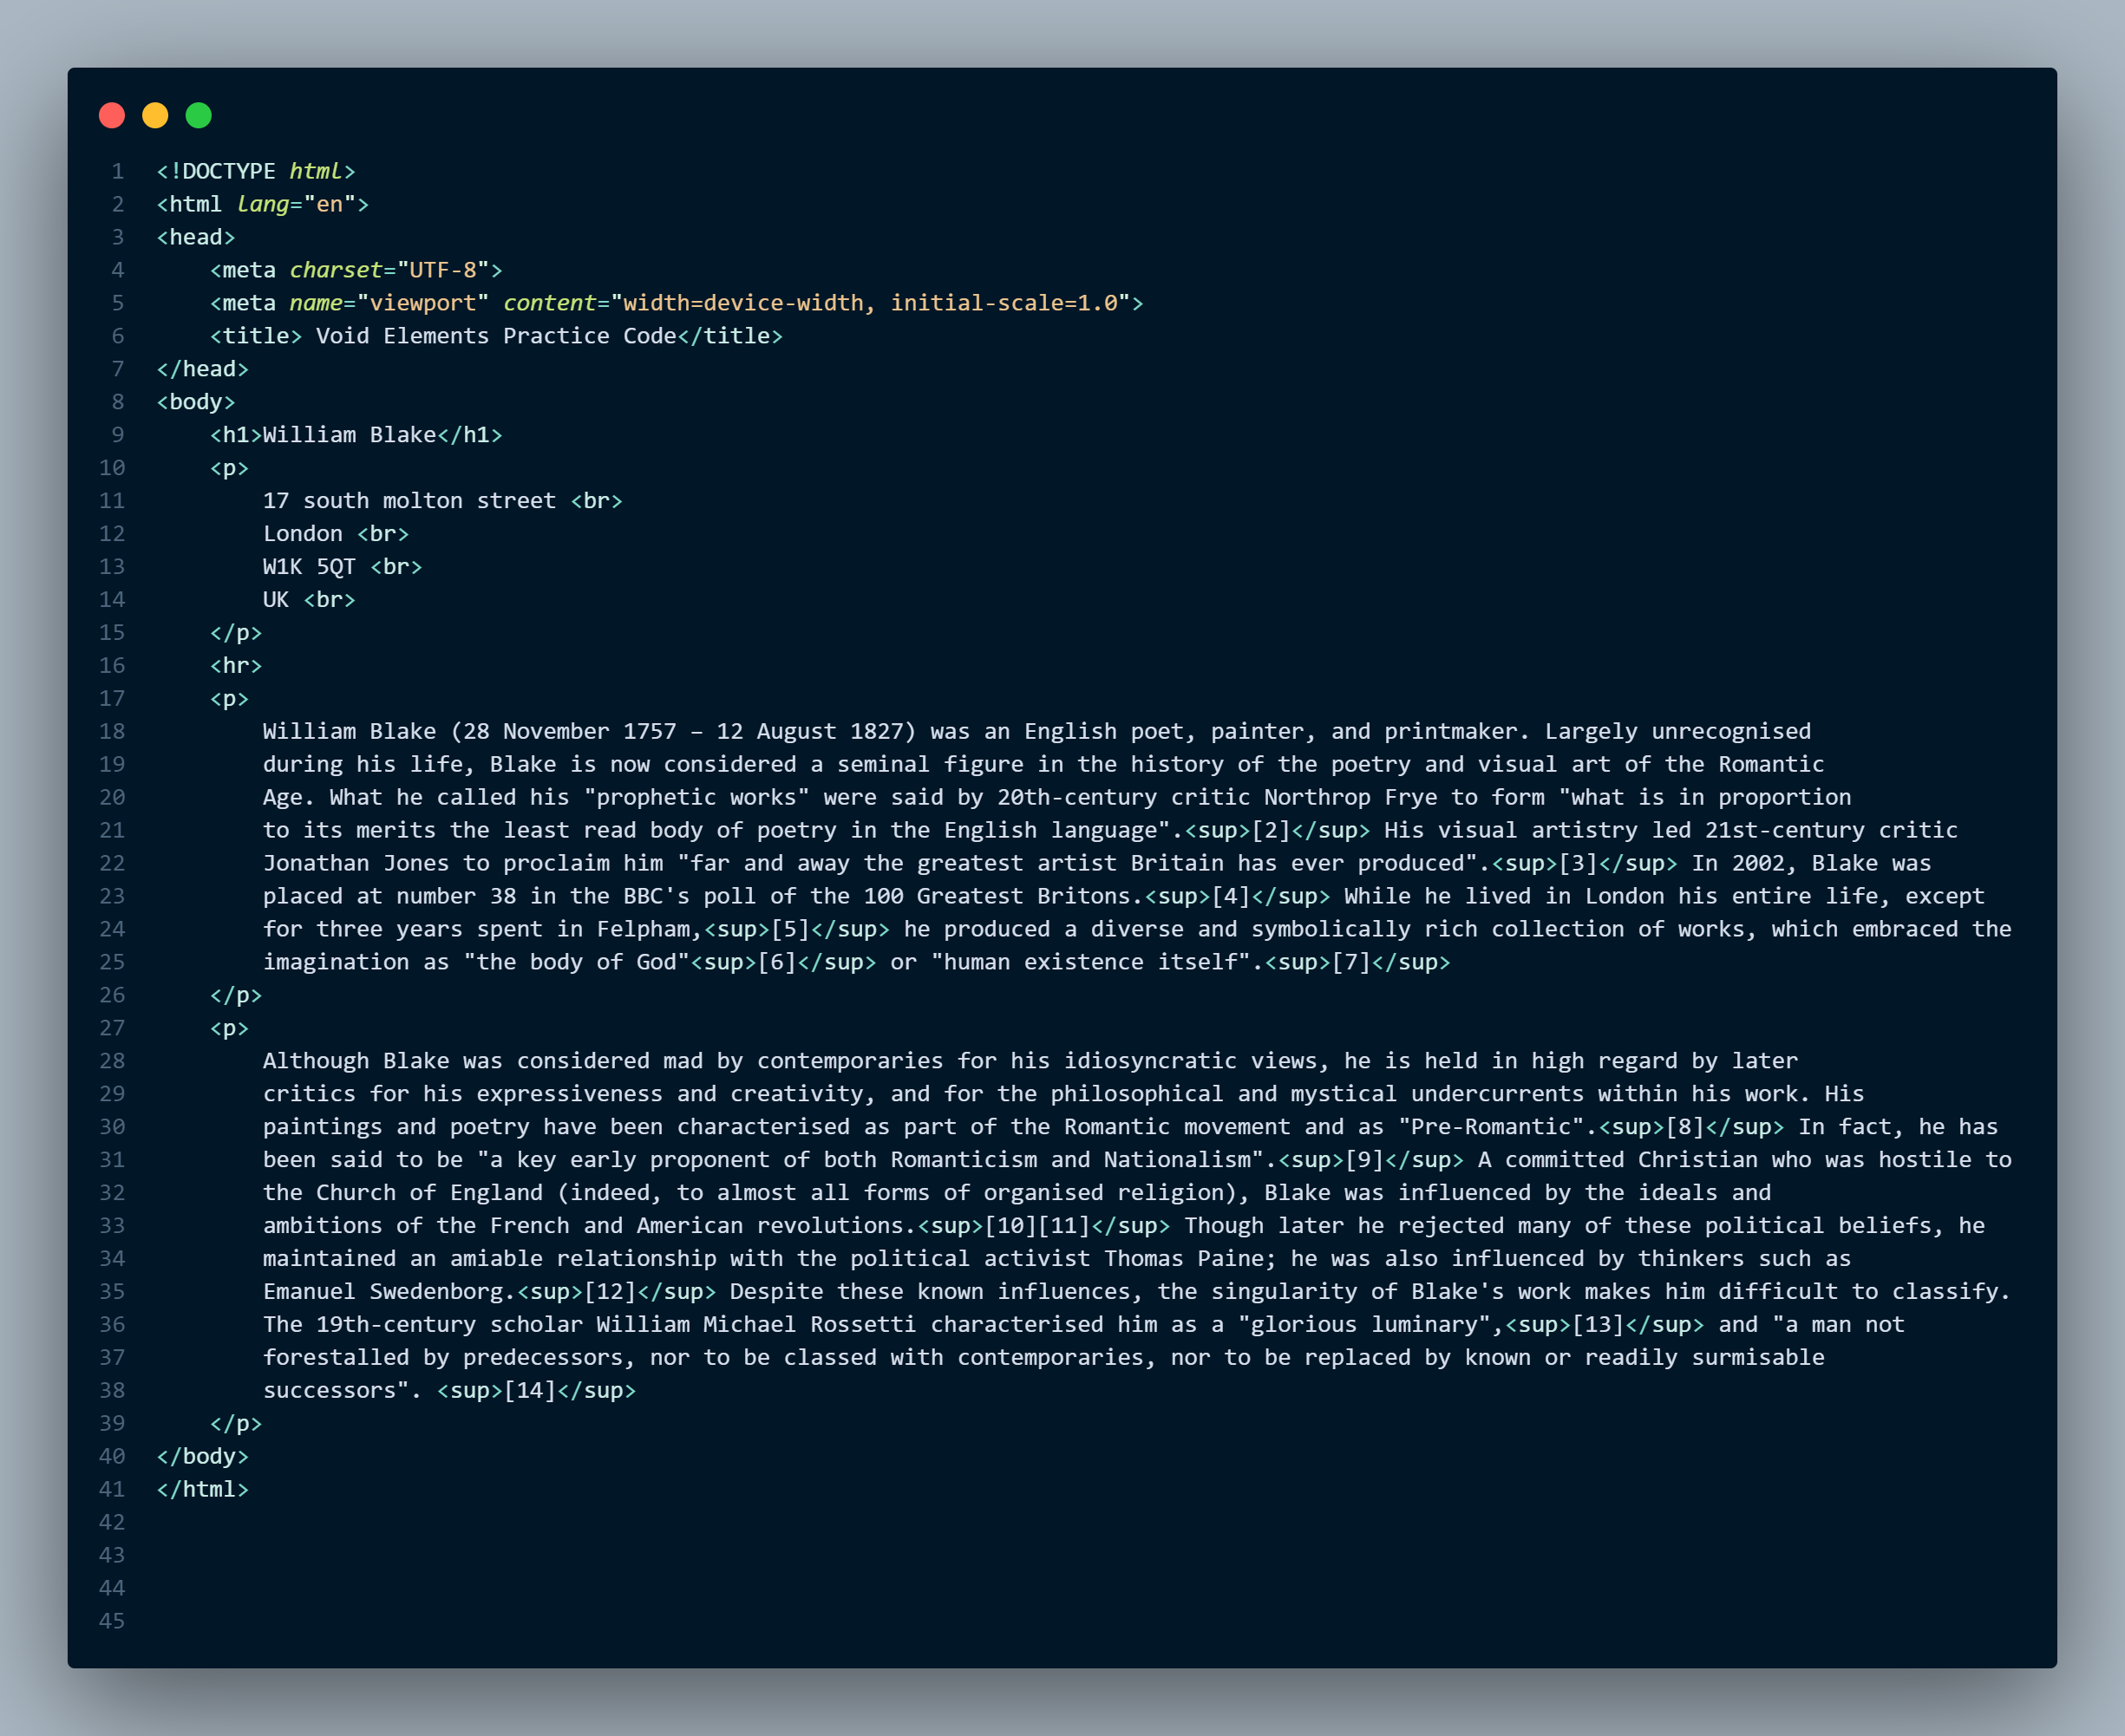 1 <!DOCTYPE html>
2 <html lang="en">
3 <head>
4     <meta charset="UTF-8">
5     <meta name="viewport" content="width=device-width, initial-scale=1.0">
6     <title> Void Elements Practice Code</title>
7 </head>
8 <body>
9     <h1>William Blake</h1>
10     <p>
11         17 south molton street <br>
12         London <br>
13         W1K 5QT <br>
14         UK <br>
15     </p>
16     <hr>
17     <p>
18         William Blake (28 November 1757 – 12 August 1827) was an English poet, painter, and printmaker. Largely unrecognised
19         during his life, Blake is now considered a seminal figure in the history of the poetry and visual art of the Romantic
20         Age. What he called his "prophetic works" were said by 20th-century critic Northrop Frye to form "what is in proportion
21         to its merits the least read body of poetry in the English language".<sup>[2]</sup> His visual artistry led 21st-century critic
22         Jonathan Jones to proclaim him "far and away the greatest artist Britain has ever produced".<sup>[3]</sup> In 2002, Blake was
23         placed at number 38 in the BBC's poll of the 100 Greatest Britons.<sup>[4]</sup> While he lived in London his entire life, except
24         for three years spent in Felpham,<sup>[5]</sup> he produced a diverse and symbolically rich collection of works, which embraced the
25         imagination as "the body of God"<sup>[6]</sup> or "human existence itself".<sup>[7]</sup>
26     </p>
27     <p>
28         Although Blake was considered mad by contemporaries for his idiosyncratic views, he is held in high regard by later
29         critics for his expressiveness and creativity, and for the philosophical and mystical undercurrents within his work. His
30         paintings and poetry have been characterised as part of the Romantic movement and as "Pre-Romantic".<sup>[8]</sup> In fact, he has
31         been said to be "a key early proponent of both Romanticism and Nationalism".<sup>[9]</sup> A committed Christian who was hostile to
32         the Church of England (indeed, to almost all forms of organised religion), Blake was influenced by the ideals and
33         ambitions of the French and American revolutions.<sup>[10][11]</sup> Though later he rejected many of these political beliefs, he
34         maintained an amiable relationship with the political activist Thomas Paine; he was also influenced by thinkers such as
35         Emanuel Swedenborg.<sup>[12]</sup> Despite these known influences, the singularity of Blake's work makes him difficult to classify.
36         The 19th-century scholar William Michael Rossetti characterised him as a "glorious luminary",<sup>[13]</sup> and "a man not
37         forestalled by predecessors, nor to be classed with contemporaries, nor to be replaced by known or readily surmisable
38         successors". <sup>[14]</sup>
39     </p>
40 </body>
41 </html>
42
43
44
45